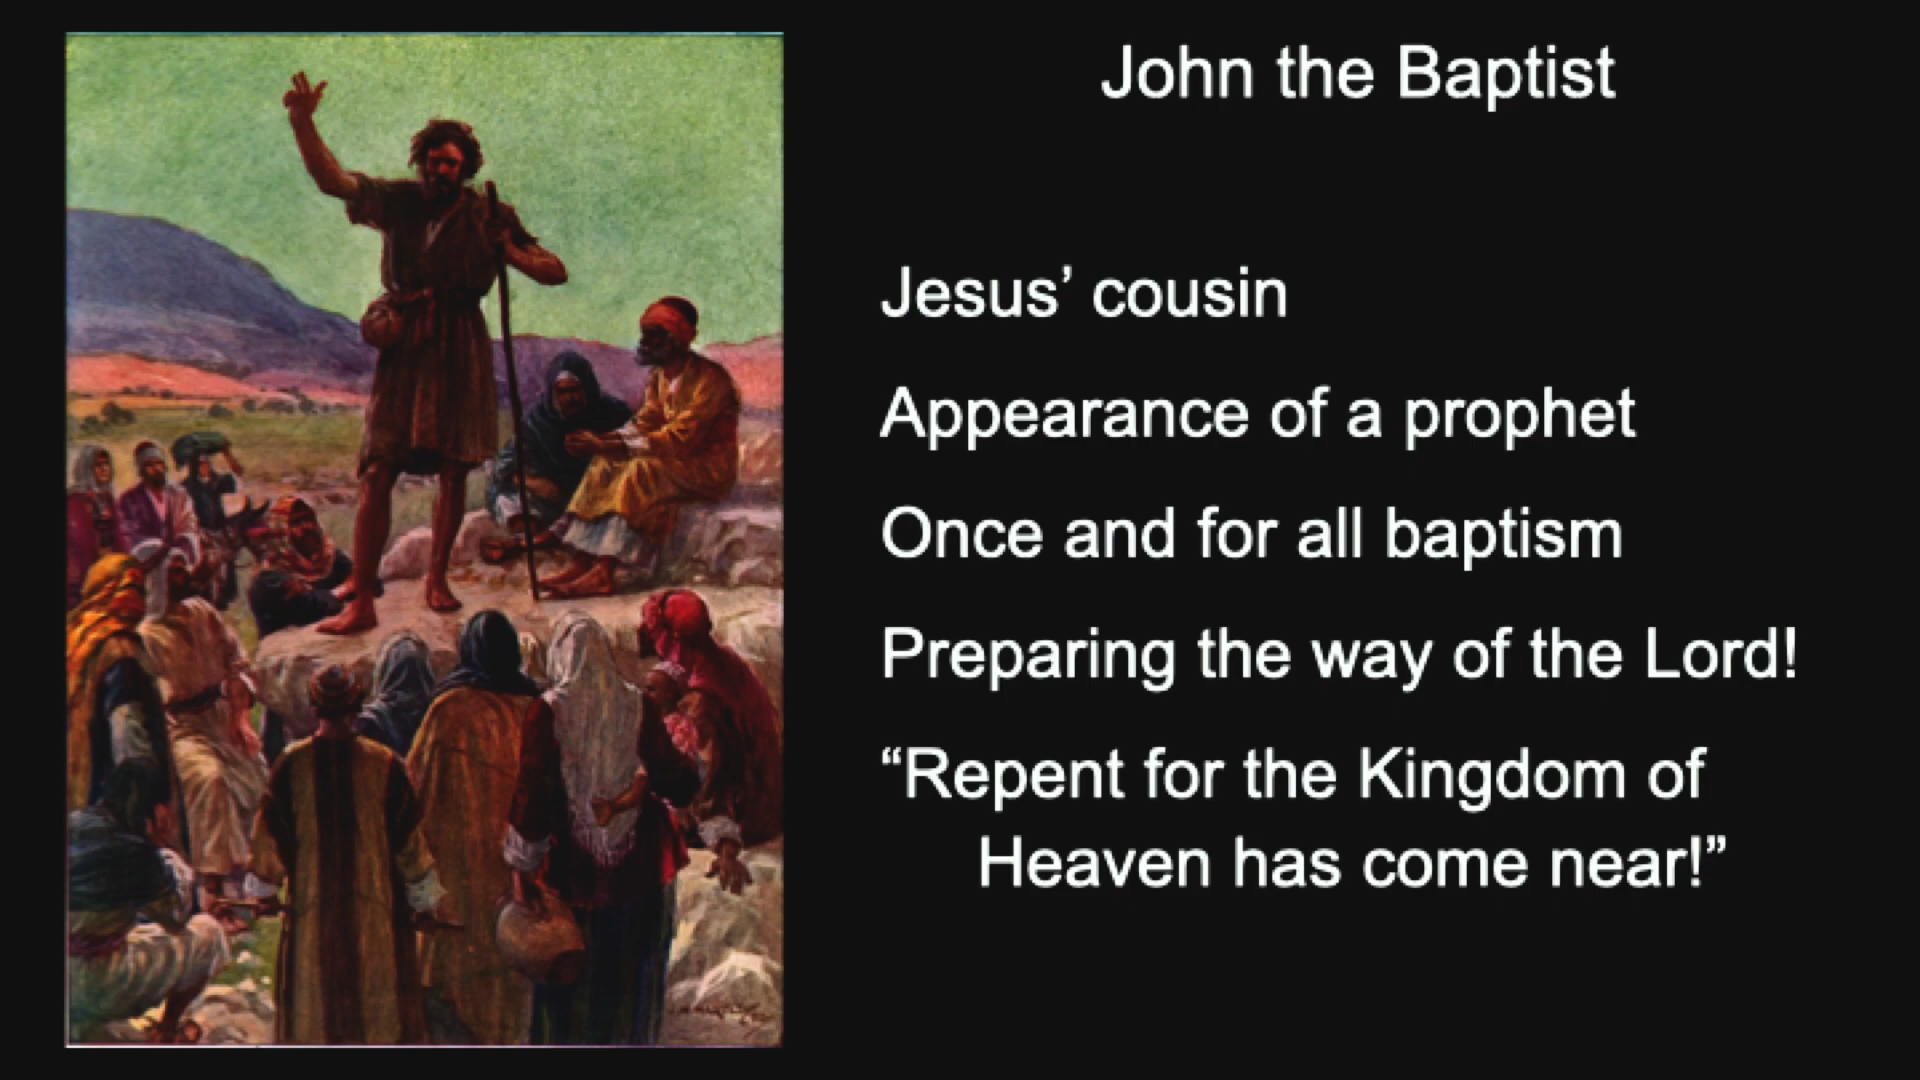 John the Baptist
Jesus’ cousin
Appearance of a prophet
Once and for all baptism
Preparing the way of the Lord!
“Repent for the Kingdom of
Heaven has come near!”